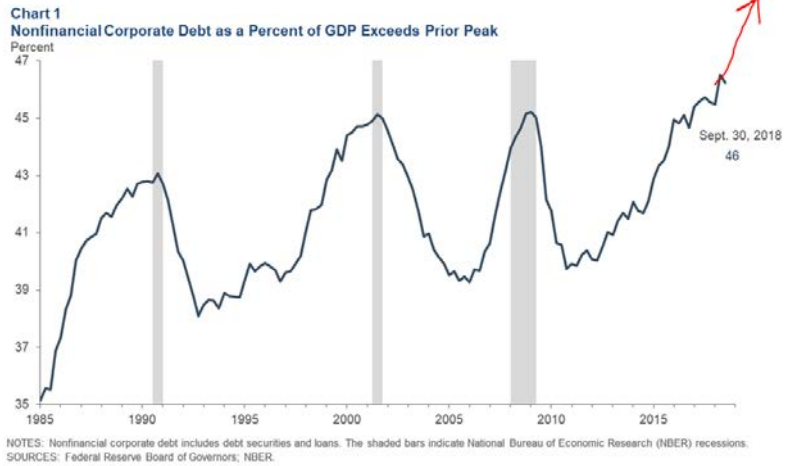 Chart 1
Nonfinancial Corporate Debt as a Percent of GDP Exceeds Prior Peak
Percent
47
45
Sept. 30, 2018
46
43
41
39
37
35
1985 1990 1995 2000 2005 2010 2015
NOTES: Nonfinancial corporate debt includes debt securities and loans. The shaded bars indicate National Bureau of Economic Research (NBER) recessions.
SOURCES: Federal Reserve Board of Governors; NBER.